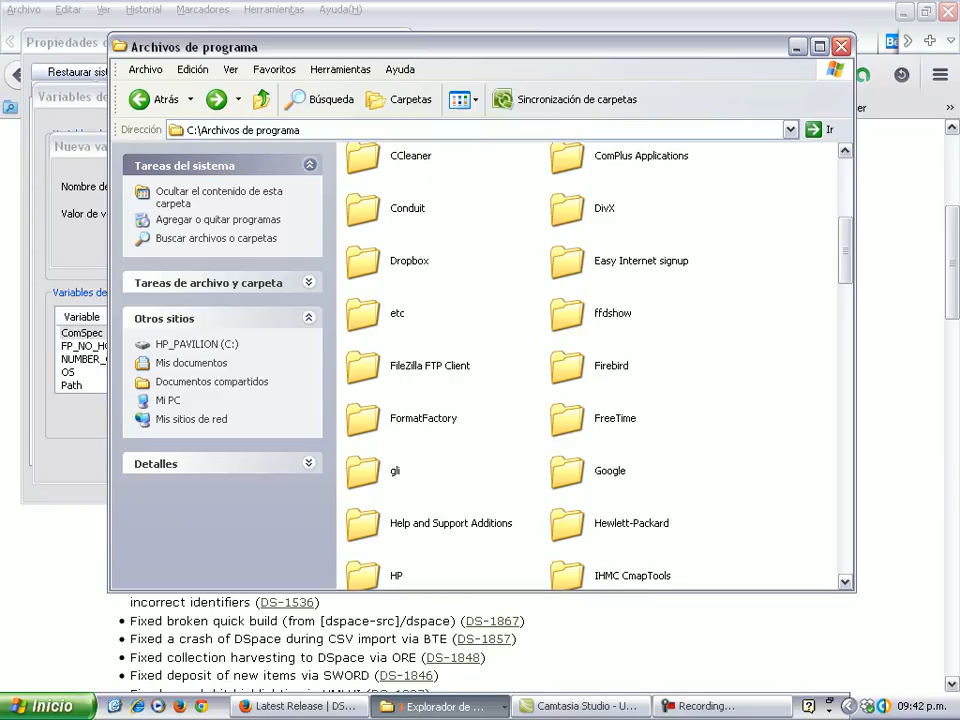 Archivo Editar Ver Historial Marcadores Herramientas Ayuda(H)
Propiedades
Archivos de programa
Restaurar
Archivo Edición Ver Favoritos Herramientas Ayuda
Variables
Atrás Búsqueda Carpetas Sincronización de carpetas
Dirección C:\Archivos de programa Ir
Nueva
Nombre
Valor de
Tareas del sistema
Ocultar el contenido de esta
carpeta
Agregar o quitar programas
Buscar archivos o carpetas
Tareas de archivo y carpeta
Otros sitios
HP_PAVILION (C:)
Mis documentos
Documentos compartidos
Mi PC
Mis sitios de red
Detalles
CCleaner ComPlus Applications
Conduit DivX
Dropbox Easy Internet signup
etc ffdshow
FileZilla FTP Client Firebird
FormatFactory FreeTime
gli Google
Help and Support Additions Hewlett-Packard
HP IHMC CmapTools
Variables
Variable
ComSpec
FP_NO_H
NUMBER_
OS
Path
incorrect identifiers (DS-1536)
• Fixed broken quick build (from [dspace-src]/dspace) (DS-1867)
• Fixed a crash of DSpace during CSV import via BTE (DS-1857)
• Fixed collection harvesting to DSpace via ORE (DS-1848)
• Fixed deposit of new items via SWORD (DS-1846)
Inicio Latest Release | DS... Explorador de ... Camtasia Studio - U... Recording... 09:42 p.m.